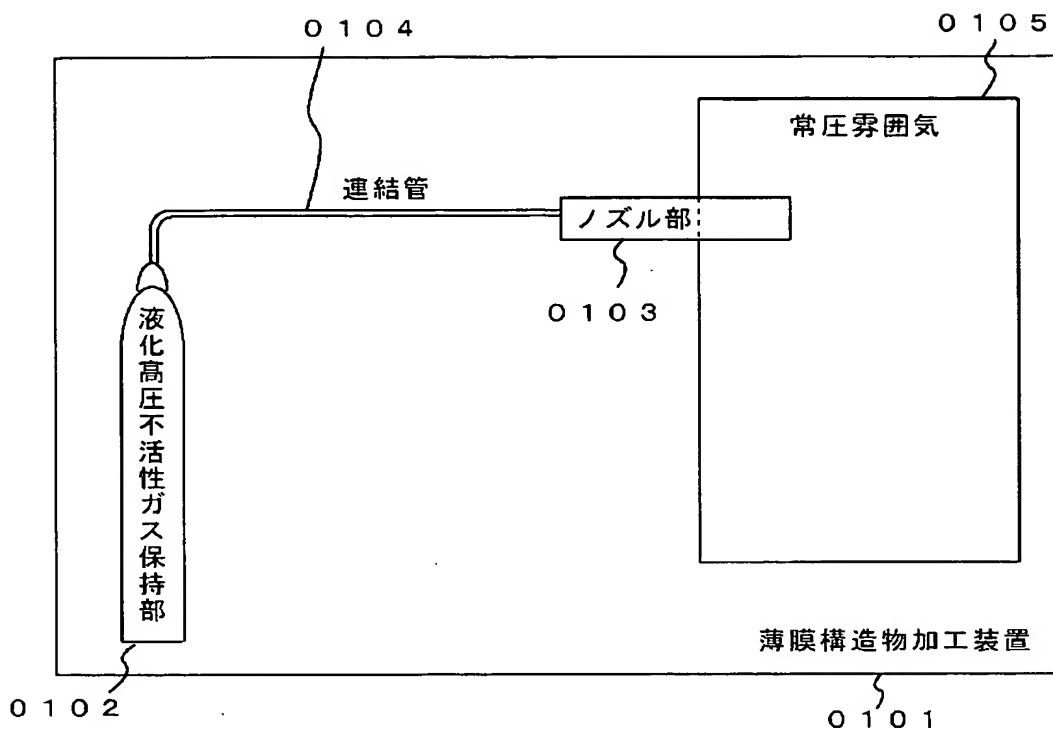 ０１０４
０１０５
常圧雰囲気
連結管
ノズル部
０１０３
液化高圧不活性ガス保持部
薄膜構造物加工装置
０１０２
０１０１